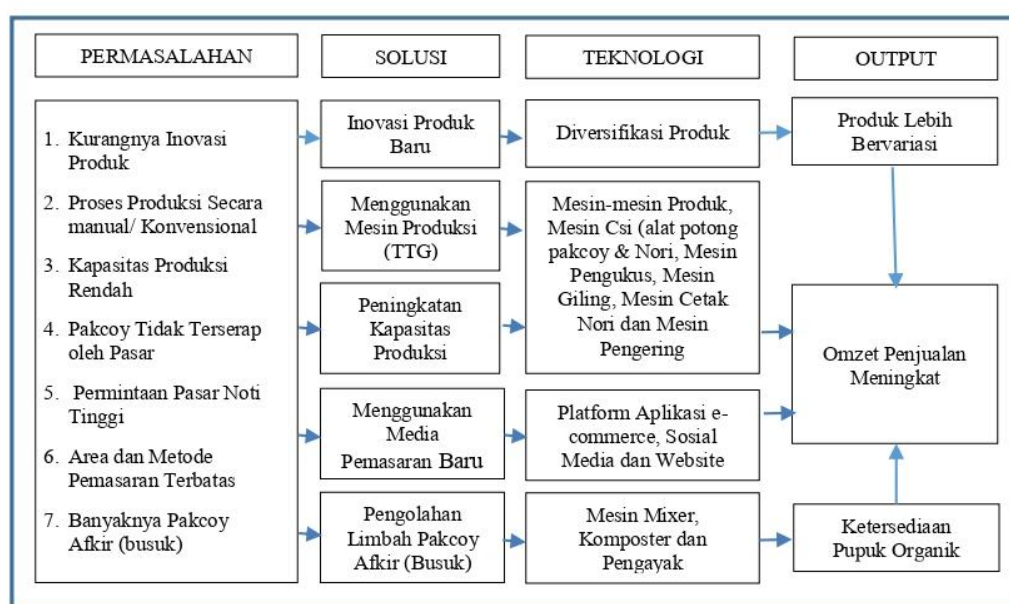 PERMASALAHAN
SOLUSI
TEKNOLOGI
OUTPUT
1. Kurangnya Inovasi
Produk
2. Proses Produksi Secara
manual/ Konvensional
3. Kapasitas Produksi
Rendah
4. Pakcoy Tidak Terserap
oleh Pasar
5. Permintaan Pasar Noti
Tinggi
6. Area dan Metode
Pemasaran Terbatas
7. Banyaknya Pakcoy
Afkir (busuk)
Inovasi Produk
Baru
Menggunakan
Mesin Produksi
(TTG)
Peningkatan
Kapasitas
Produksi
Menggunakan
Media
Pemasaran Baru
Pengolahan
Limbah Pakcoy
Afkir (Busuk)
Diversifikasi Produk
Mesin-mesin Produk,
Mesin Csi (alat potong
pakcoy & Nori, Mesin
Pengukus, Mesin
Giling, Mesin Cetak
Nori dan Mesin
Pengering
Platform Aplikasi e-
commerce, Sosial
Media dan Website
Mesin Mixer,
Komposter dan
Pengayak
Produk Lebih
Bervariasi
Omzet Penjualan
Meningkat
Ketersediaan
Pupuk Organik